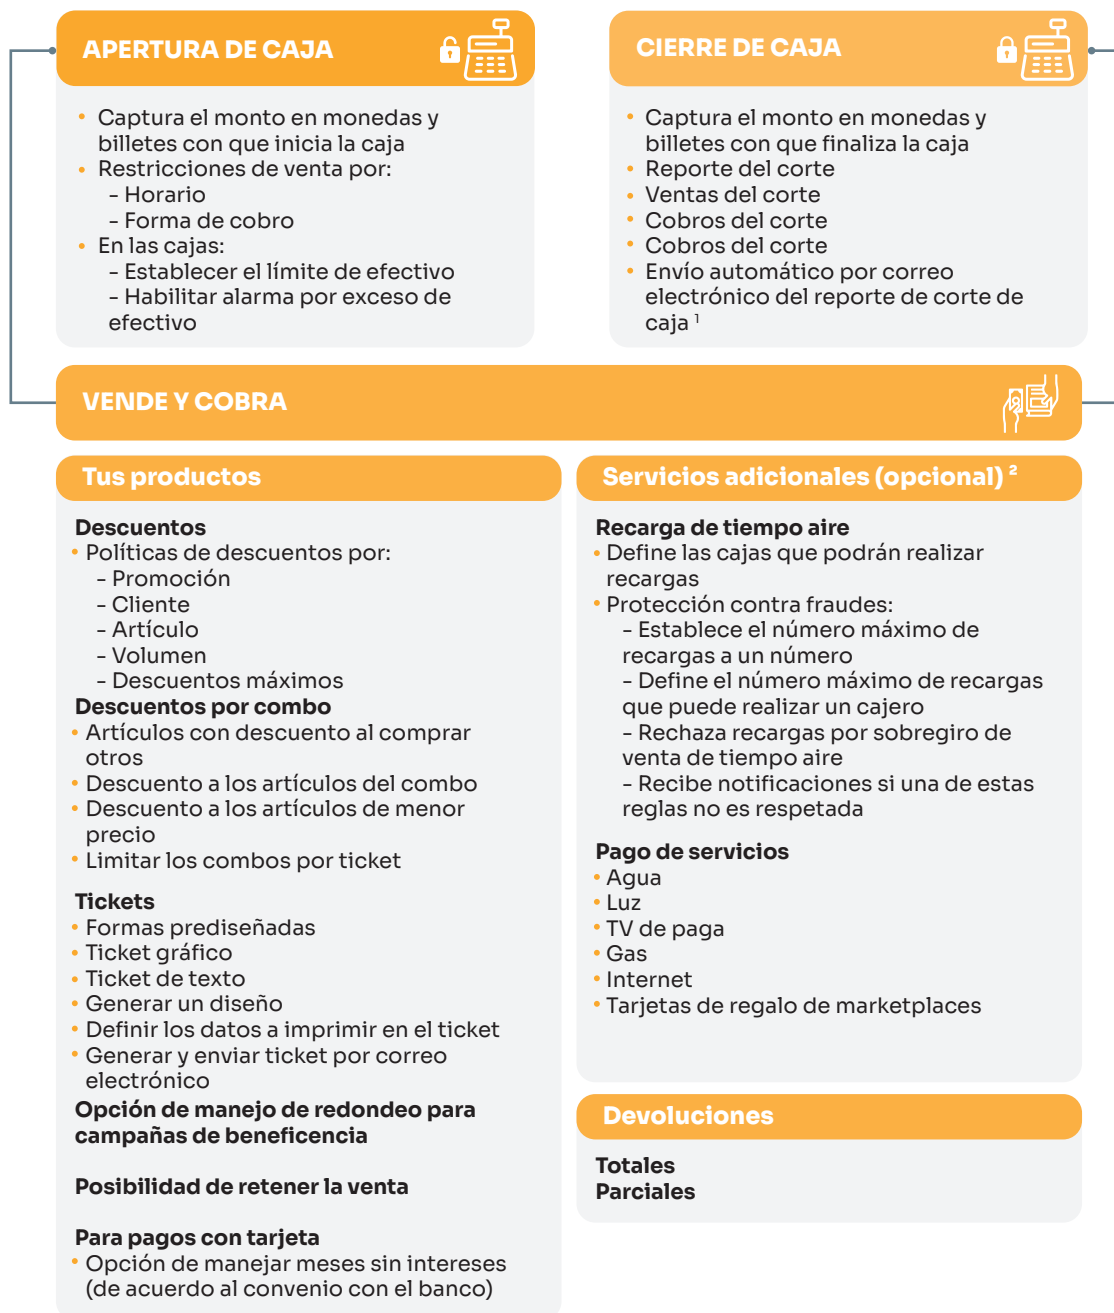 APERTURA DE CAJA
• Captura el monto en monedas y
billetes con que inicia la caja
• Restricciones de venta por:
- Horario
- Forma de cobro
• En las cajas:
- Establecer el límite de efectivo
- Habilitar alarma por exceso de
efectivo
CIERRE DE CAJA
• Captura el monto en monedas y
billetes con que finaliza la caja
• Reporte del corte
• Ventas del corte
• Cobros del corte
• Cobros del corte
• Envío automático por correo
electrónico del reporte de corte de
caja ¹
VENDE Y COBRA
Tus productos
Descuentos
• Políticas de descuentos por:
- Promoción
- Cliente
- Artículo
- Volumen
- Descuentos máximos
Descuentos por combo
• Artículos con descuento al comprar
otros
• Descuento a los artículos del combo
• Descuento a los artículos de menor
precio
• Limitar los combos por ticket
Tickets
• Formas prediseñadas
• Ticket gráfico
• Ticket de texto
• Generar un diseño
• Definir los datos a imprimir en el ticket
• Generar y enviar ticket por correo
electrónico
Opción de manejo de redondeo para
campañas de beneficencia
Posibilidad de retener la venta
Para pagos con tarjeta
• Opción de manejar meses sin intereses
(de acuerdo al convenio con el banco)
Servicios adicionales (opcional) ²
Recarga de tiempo aire
• Define las cajas que podrán realizar
recargas
• Protección contra fraudes:
- Establece el número máximo de
recargas a un número
- Define el número máximo de recargas
que puede realizar un cajero
- Rechaza recargas por sobregiro de
venta de tiempo aire
- Recibe notificaciones si una de estas
reglas no es respetada
Pago de servicios
• Agua
• Luz
• TV de paga
• Gas
• Internet
• Tarjetas de regalo de marketplaces
Devoluciones
Totales
Parciales